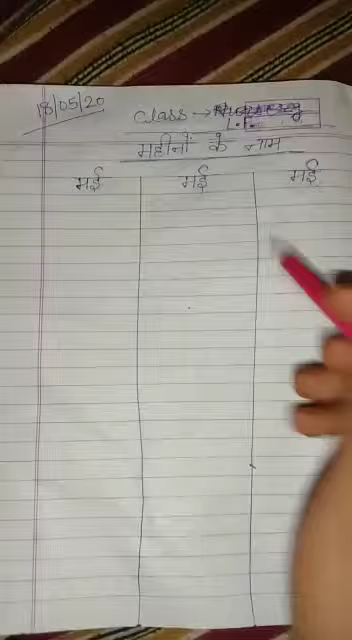 18/05/20
Class →
महीनों के नाम
मई मई मई